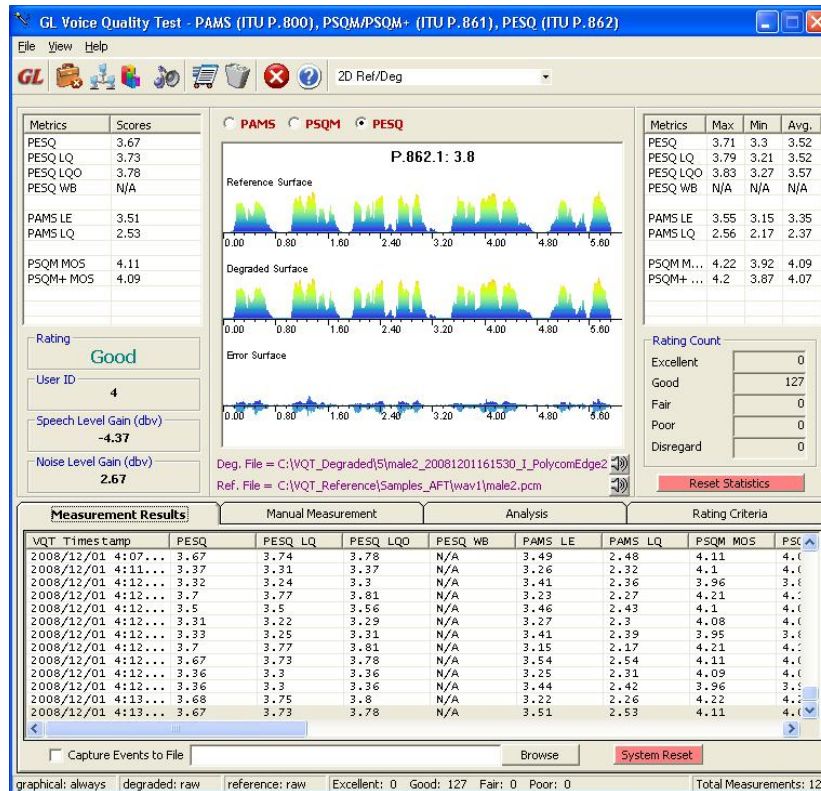 GL Voice Quality Test - PAMS (ITU P.800), PSQM/PSQM+ (ITU P.861), PESQ (ITU P.862)
File View Help
GL 2D Ref/Deg
Metrics Scores
PESQ 3.67
PESQ LQ 3.73
PESQ LQO 3.78
PESQ WB N/A
PAMS LE 3.51
PAMS LQ 2.53
PSQM MOS 4.11
PSQM+ MOS 4.09
Rating
Good
User ID
4
Speech Level Gain (dbv)
-4.37
Noise Level Gain (dbv)
2.67
PAMS PSQM PESQ
P.862.1: 3.8
Reference Surface
0.00 0.80 1.60 2.40 3.20 4.00 4.80 5.60
Degraded Surface
0.00 0.80 1.60 2.40 3.20 4.00 4.80 5.60
Error Surface
0.00 0.80 1.60 2.40 3.20 4.00 4.80 5.60
Deg. File = C:\VQT_Degraded\5\male2_20081201161530_I_PolycomEdge2
Ref. File = C:\VQT_Reference\Samples_AFT\wav1\male2.pcm
Metrics Max Min Avg.
PESQ 3.71 3.3 3.52
PESQ LQ 3.79 3.21 3.52
PESQ LQO 3.83 3.27 3.57
PESQ WB N/A N/A N/A
PAMS LE 3.55 3.15 3.35
PAMS LQ 2.56 2.17 2.37
PSQM M... 4.22 3.92 4.09
PSQM+ ... 4.2 3.87 4.07
Rating Count
Excellent 0
Good 127
Fair 0
Poor 0
Disregard 0
Reset Statistics
Measurement Results Manual Measurement Analysis Rating Criteria
VQT Timestamp PESQ PESQ LQ PESQ LQO PESQ WB PAMS LE PAMS LQ PSQM MOS
2008/12/01 4:07... 3.67 3.74 3.78 N/A 3.49 2.48 4.11
2008/12/01 4:11... 3.37 3.31 3.37 N/A 3.26 2.32 4.1
2008/12/01 4:12... 3.32 3.24 3.3 N/A 3.41 2.36 3.96
2008/12/01 4:12... 3.7 3.77 3.81 N/A 3.23 2.27 4.21
2008/12/01 4:12... 3.5 3.5 3.56 N/A 3.46 2.43 4.1
2008/12/01 4:12... 3.31 3.22 3.29 N/A 3.27 2.3 4.08
2008/12/01 4:12... 3.33 3.25 3.31 N/A 3.41 2.39 3.95
2008/12/01 4:12... 3.7 3.77 3.81 N/A 3.15 2.17 4.21
2008/12/01 4:12... 3.67 3.73 3.78 N/A 3.54 2.54 4.11
2008/12/01 4:12... 3.36 3.3 3.36 N/A 3.25 2.31 4.09
2008/12/01 4:12... 3.36 3.3 3.36 N/A 3.44 2.42 3.96
2008/12/01 4:13... 3.68 3.75 3.8 N/A 3.22 2.26 4.22
2008/12/01 4:13... 3.67 3.73 3.78 N/A 3.51 2.53 4.11
Capture Events to File Browse System Reset
graphical: always degraded: raw reference: raw Excellent: 0 Good: 127 Fair: 0 Poor: 0 Total Measurements: 12